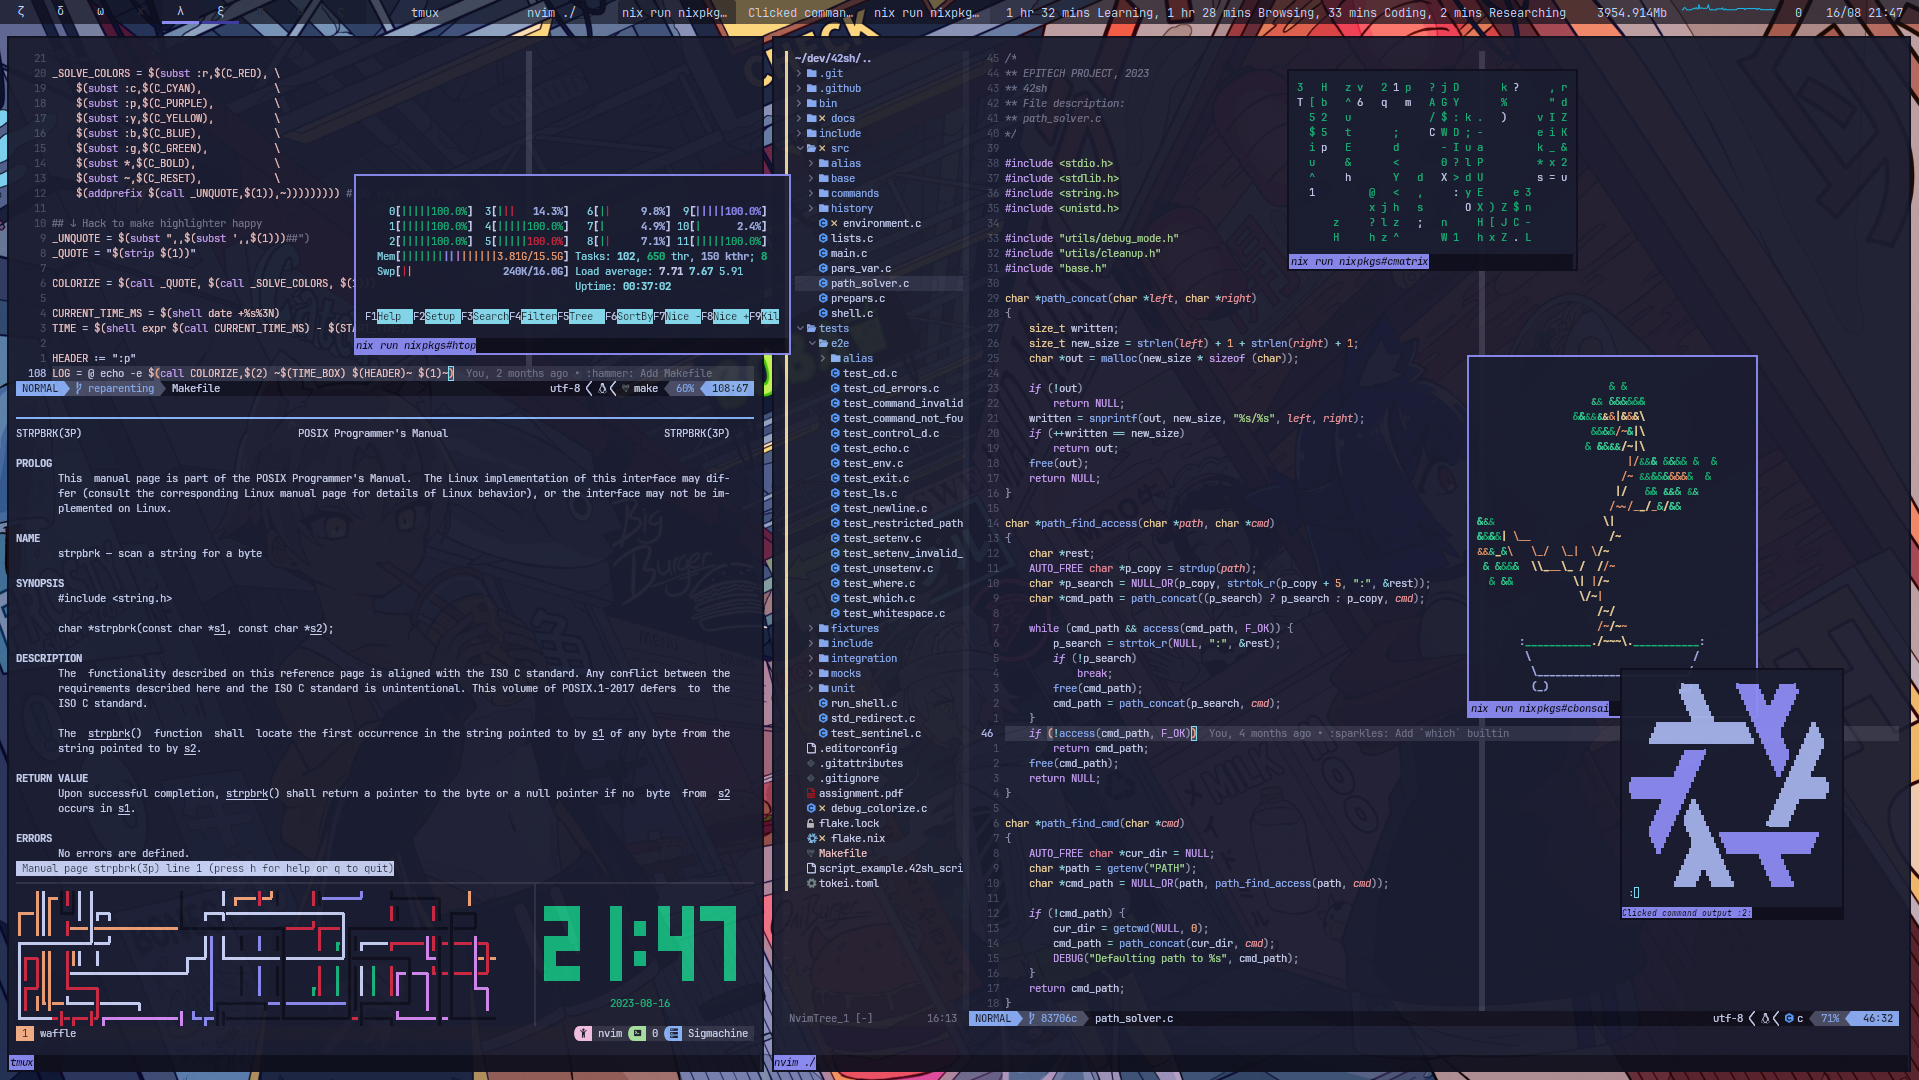 ζ δ ω λ ξ tmux nvim ./ nix run nixpkg… Clicked comman… nix run nixpkg… 1 hr 32 mins Learning, 1 hr 28 mins Browsing, 33 mins Coding, 2 mins Researching 3954.914Mb 0 16/08 21:47
21
20 _SOLVE_COLORS = $(subst :r,$(C_RED), \
19 $(subst :c,$(C_CYAN), \
18 $(subst :p,$(C_PURPLE), \
17 $(subst :y,$(C_YELLOW), \
16 $(subst :b,$(C_BLUE), \
15 $(subst :g,$(C_GREEN), \
14 $(subst *,$(C_BOLD), \
13 $(subst ~,$(C_RESET), \
12 $(addprefix $(call _UNQUOTE,$(1)),~))))))))) #
11
10 ## ↓ Hack to make highlighter happy
9 _UNQUOTE = $(subst ",,$(subst ',,$(1)))##")
8 _QUOTE = "$(strip $(1))"
7
6 COLORIZE = $(call _QUOTE, $(call _SOLVE_COLORS, $(
5
4 CURRENT_TIME_MS = $(shell date +%s%3N)
3 TIME = $(shell expr $(call CURRENT_TIME_MS) - $(STA
2
1 HEADER := ":p"
108 LOG = @ echo -e $(call COLORIZE,$(2) ~$(TIME_BOX) $(HEADER)~ $(1)~) You, 2 months ago • :hammer: Add Makefile
NORMAL reparenting Makefile utf-8 make 60% 108:67
0[|||||100.0%] 3[||| 14.3%] 6[|| 9.8%] 9[|||||100.0%]
1[|||||100.0%] 4[|||||100.0%] 7[| 4.9%] 10[| 2.4%]
2[|||||100.0%] 5[|||||100.0%] 8[|| 7.1%] 11[|||||100.0%]
Mem[||||||||||||||||3.81G/15.5G] Tasks: 102, 650 thr, 150 kthr; 8
Swp[|| 240K/16.0G] Load average: 7.71 7.67 5.91
Uptime: 00:37:02
F1Help F2Setup F3SearchF4FilterF5Tree F6SortByF7Nice -F8Nice +F9Kil
nix run nixpkgs#htop
STRPBRK(3P) POSIX Programmer's Manual STRPBRK(3P)
PROLOG
This manual page is part of the POSIX Programmer's Manual. The Linux implementation of this interface may dif-
fer (consult the corresponding Linux manual page for details of Linux behavior), or the interface may not be im-
plemented on Linux.
NAME
strpbrk — scan a string for a byte
SYNOPSIS
#include <string.h>
char *strpbrk(const char *s1, const char *s2);
DESCRIPTION
The functionality described on this reference page is aligned with the ISO C standard. Any conflict between the
requirements described here and the ISO C standard is unintentional. This volume of POSIX.1-2017 defers to the
ISO C standard.
The strpbrk() function shall locate the first occurrence in the string pointed to by s1 of any byte from the
string pointed to by s2.
RETURN VALUE
Upon successful completion, strpbrk() shall return a pointer to the byte or a null pointer if no byte from s2
occurs in s1.
ERRORS
No errors are defined.
Manual page strpbrk(3p) line 1 (press h for help or q to quit)
21:47
2023-08-16
1 waffle nvim 0 Sigmachine
tmux
~/dev/42sh/..
.git
.github
bin
docs
include
src
alias
base
commands
history
environment.c
lists.c
main.c
pars_var.c
path_solver.c
prepars.c
shell.c
tests
e2e
alias
test_cd.c
test_cd_errors.c
test_command_invalid
test_command_not_fou
test_control_d.c
test_echo.c
test_env.c
test_exit.c
test_ls.c
test_newline.c
test_restricted_path
test_setenv.c
test_setenv_invalid_
test_unsetenv.c
test_where.c
test_which.c
test_whitespace.c
fixtures
include
integration
mocks
unit
run_shell.c
std_redirect.c
test_sentinel.c
.editorconfig
.gitattributes
.gitignore
assignment.pdf
debug_colorize.c
flake.lock
flake.nix
Makefile
script_example.42sh_scri
tokei.toml
NvimTree_1 [-] 16:13
45 /*
44 ** EPITECH PROJECT, 2023
43 ** 42sh
42 ** File description:
41 ** path_solver.c
40 */
39
38 #include <stdio.h>
37 #include <stdlib.h>
36 #include <string.h>
35 #include <unistd.h>
34
33 #include "utils/debug_mode.h"
32 #include "utils/cleanup.h"
31 #include "base.h"
30
29 char *path_concat(char *left, char *right)
28 {
27 size_t written;
26 size_t new_size = strlen(left) + 1 + strlen(right) + 1;
25 char *out = malloc(new_size * sizeof (char));
24
23 if (!out)
22 return NULL;
21 written = snprintf(out, new_size, "%s/%s", left, right);
20 if (++written == new_size)
19 return out;
18 free(out);
17 return NULL;
16 }
15
14 char *path_find_access(char *path, char *cmd)
13 {
12 char *rest;
11 AUTO_FREE char *p_copy = strdup(path);
10 char *p_search = NULL_OR(p_copy, strtok_r(p_copy + 5, ":", &rest));
9 char *cmd_path = path_concat((p_search) ? p_search : p_copy, cmd);
8
7 while (cmd_path && access(cmd_path, F_OK)) {
6 p_search = strtok_r(NULL, ":", &rest);
5 if (!p_search)
4 break;
3 free(cmd_path);
2 cmd_path = path_concat(p_search, cmd);
1 }
46 if (!access(cmd_path, F_OK)) You, 4 months ago • :sparkles: Add `which` builtin
1 return cmd_path;
2 free(cmd_path);
3 return NULL;
4 }
5
6 char *path_find_cmd(char *cmd)
7 {
8 AUTO_FREE char *cur_dir = NULL;
9 char *path = getenv("PATH");
10 char *cmd_path = NULL_OR(path, path_find_access(path, cmd));
11
12 if (!cmd_path) {
13 cur_dir = getcwd(NULL, 0);
14 cmd_path = path_concat(cur_dir, cmd);
15 DEBUG("Defaulting path to %s", cmd_path);
16 }
17 return cmd_path;
18 }
NORMAL 83706c path_solver.c utf-8 c 71% 46:32
nvim ./
nix run nixpkgs#cmatrix
nix run nixpkgs#cbonsai
:
Clicked command output :2:
Big
Burger